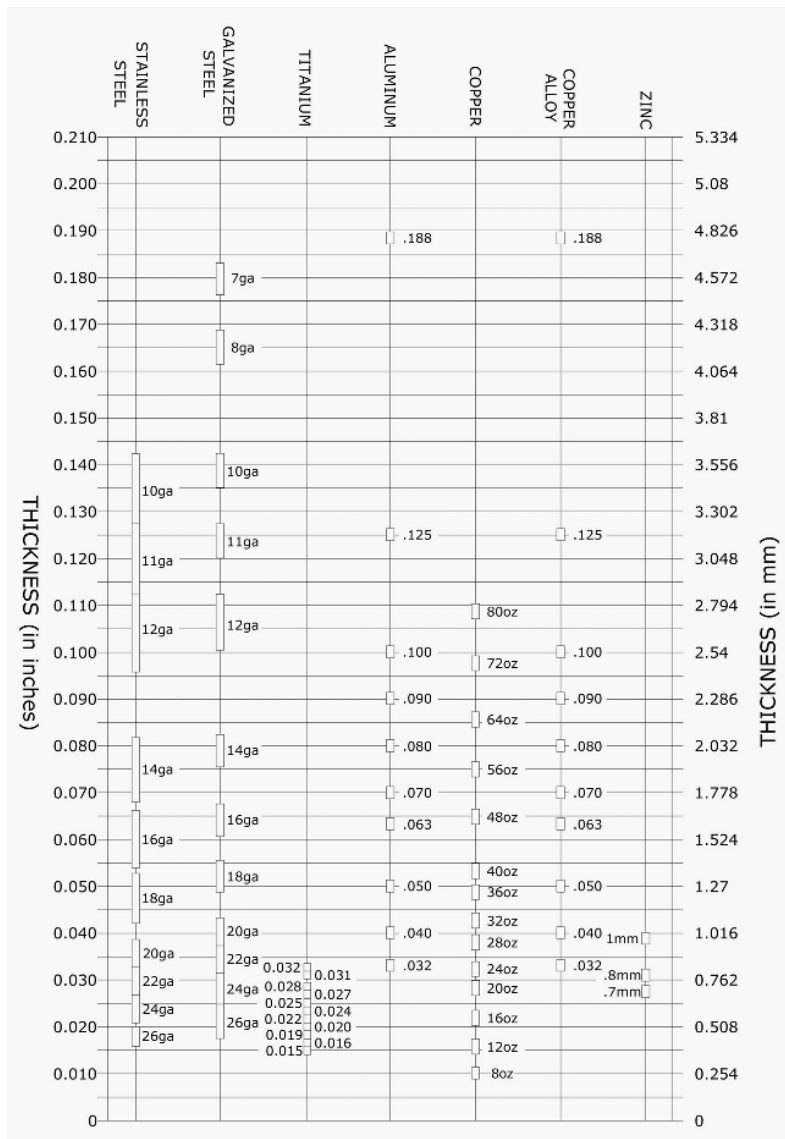 STAINLESS
STEEL
GALVANIZED
STEEL
TITANIUM
ALUMINUM
COPPER
COPPER
ALLOY
ZINC
THICKNESS (in inches)
0.210
0.200
0.190
0.180
0.170
0.160
0.150
0.140
0.130
0.120
0.110
0.100
0.090
0.080
0.070
0.060
0.050
0.040
0.030
0.020
0.010
0
10ga
11ga
12ga
14ga
16ga
18ga
20ga
22ga
24ga
26ga
7ga
8ga
10ga
11ga
12ga
14ga
16ga
18ga
20ga
22ga
24ga
26ga
0.032
0.031
0.028
0.027
0.025
0.024
0.022
0.020
0.019
0.016
0.015
.188
.125
.100
.090
.080
.070
.063
.050
.040
.032
80oz
72oz
64oz
56oz
48oz
40oz
36oz
32oz
28oz
24oz
20oz
16oz
12oz
8oz
.188
.125
.100
.090
.080
.070
.063
.050
.040
.032
1mm
.8mm
.7mm
5.334
5.08
4.826
4.572
4.318
4.064
3.81
3.556
3.302
3.048
2.794
2.54
2.286
2.032
1.778
1.524
1.27
1.016
0.762
0.508
0.254
0
THICKNESS (in mm)